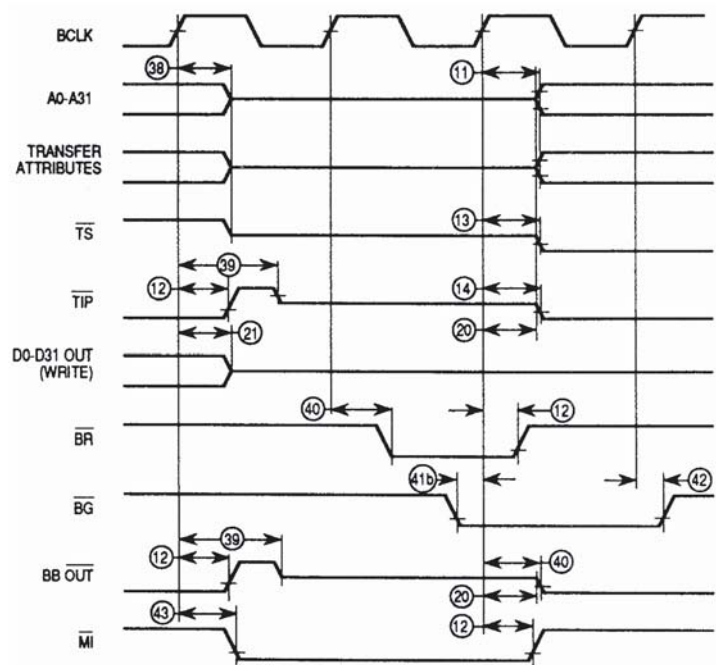 BCLK
38
11
A0-A31
TRANSFER
ATTRIBUTES
13
TS
39
12
14
TIP
21
20
D0-D31 OUT
(WRITE)
40
12
BR
41b
42
BG
39
12
40
BB OUT
20
43
12
MI